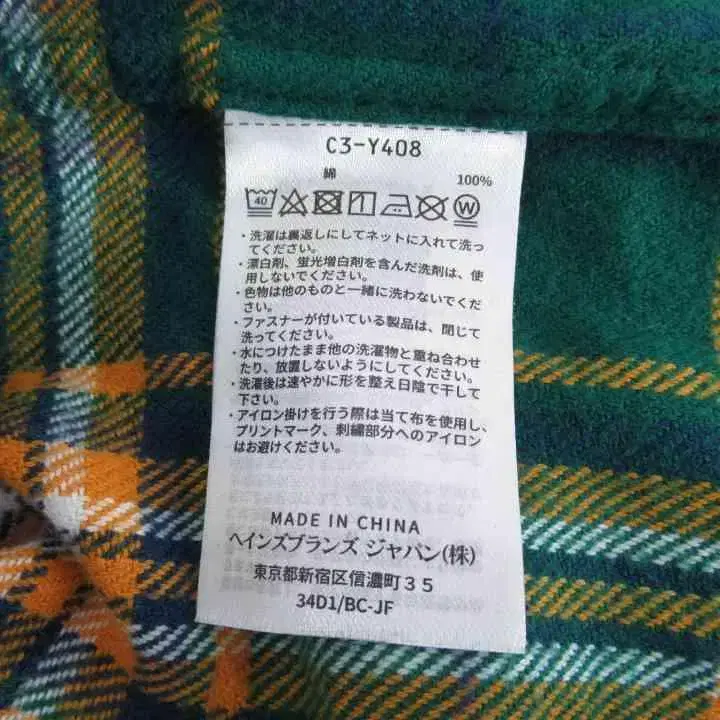 C3-Y408
綿 100%
40 W
・洗濯は裏返しにしてネットに入れて洗っ
てください。
・漂白剤、蛍光増白剤を含んだ洗剤は、使
用しないでください。
・色物は他のものと一緒に洗わないでくだ
さい。
・ファスナーが付いている製品は、閉じて
洗ってください。
・水につけたまま他の洗濯物と重ね合わせ
たり、放置しないようにしてください。
・洗濯後は速やかに形を整え日陰で干して
下さい。
・アイロン掛けを行う際は当て布を使用し、
プリントマーク、刺繍部分へのアイロン
はお避けください。
MADE IN CHINA
ヘインズブランズ ジャパン(株)
東京都新宿区信濃町３５
34D1/BC-JF